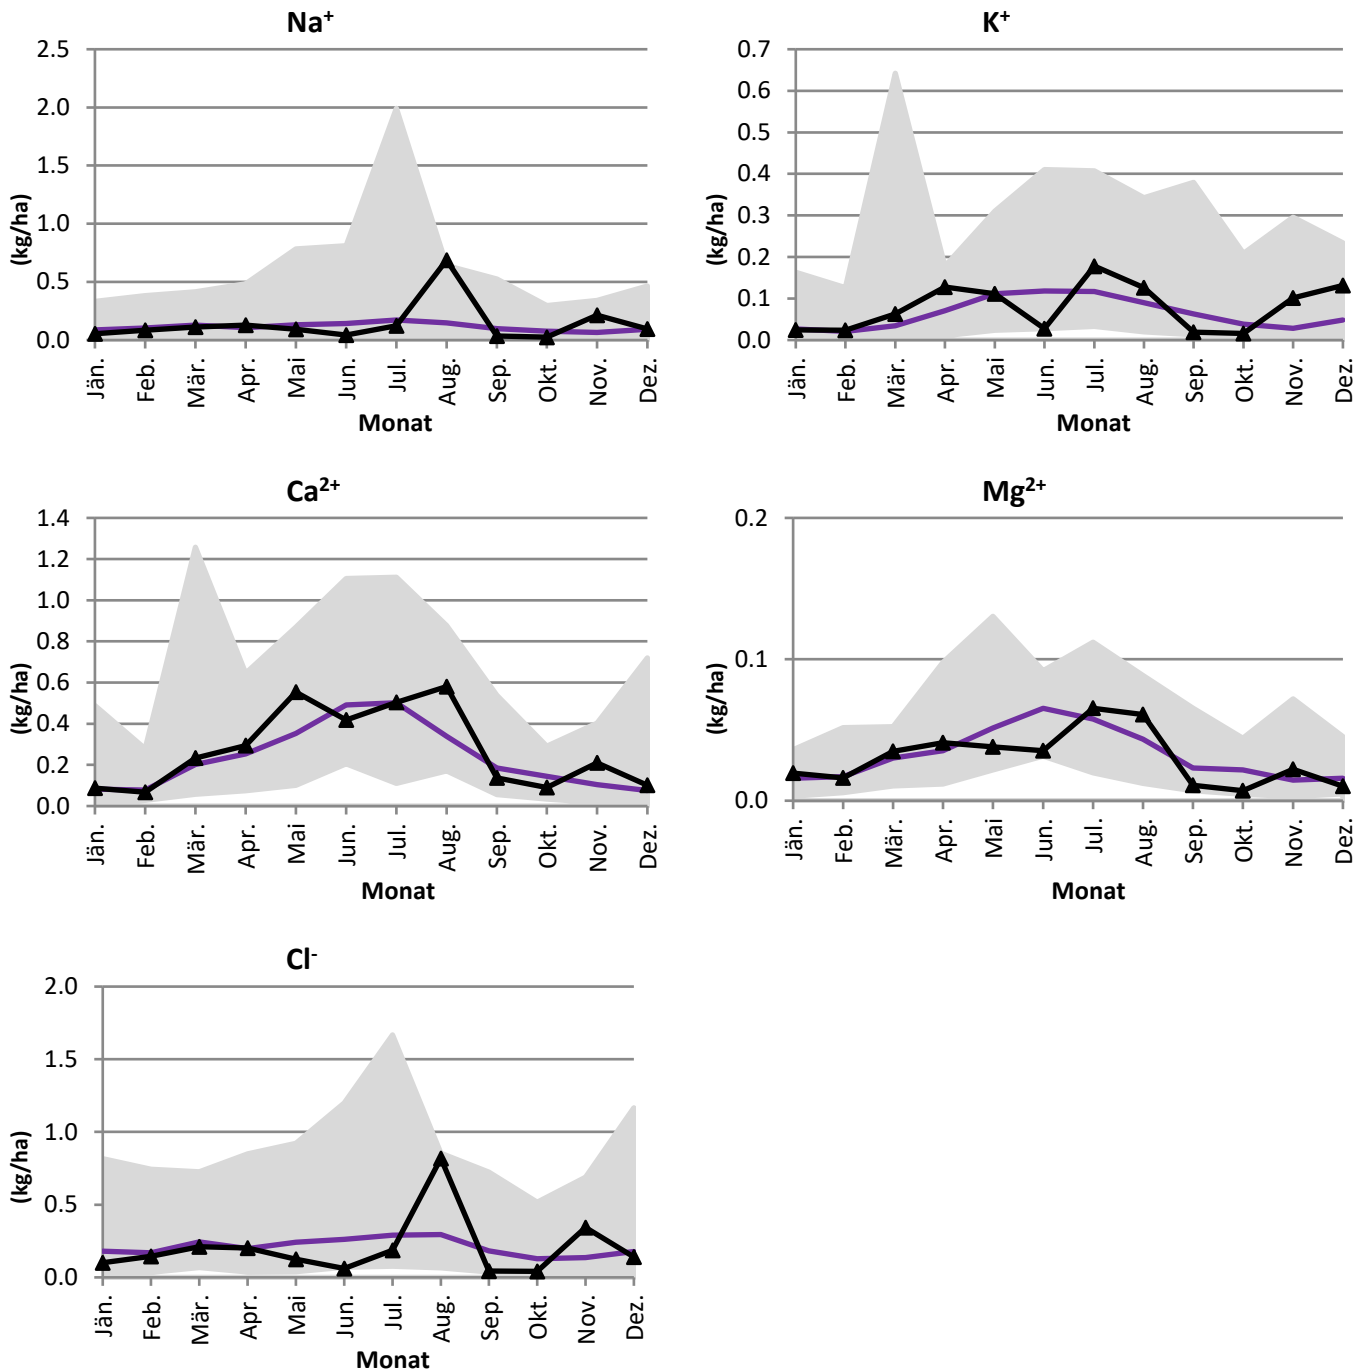 Na⁺
2.5
2.0
1.5
1.0
0.5
0.0
(kg/ha)
Jän. Feb. Mär. Apr. Mai Jun. Jul. Aug. Sep. Okt. Nov. Dez.
Monat
K⁺
0.7
0.6
0.5
0.4
0.3
0.2
0.1
0.0
(kg/ha)
Jän. Feb. Mär. Apr. Mai Jun. Jul. Aug. Sep. Okt. Nov. Dez.
Monat
Ca²⁺
1.4
1.2
1.0
0.8
0.6
0.4
0.2
0.0
(kg/ha)
Jän. Feb. Mär. Apr. Mai Jun. Jul. Aug. Sep. Okt. Nov. Dez.
Monat
Mg²⁺
0.2
0.1
0.0
(kg/ha)
Jän. Feb. Mär. Apr. Mai Jun. Jul. Aug. Sep. Okt. Nov. Dez.
Monat
Cl⁻
2.0
1.5
1.0
0.5
0.0
(kg/ha)
Jän. Feb. Mär. Apr. Mai Jun. Jul. Aug. Sep. Okt. Nov. Dez.
Monat